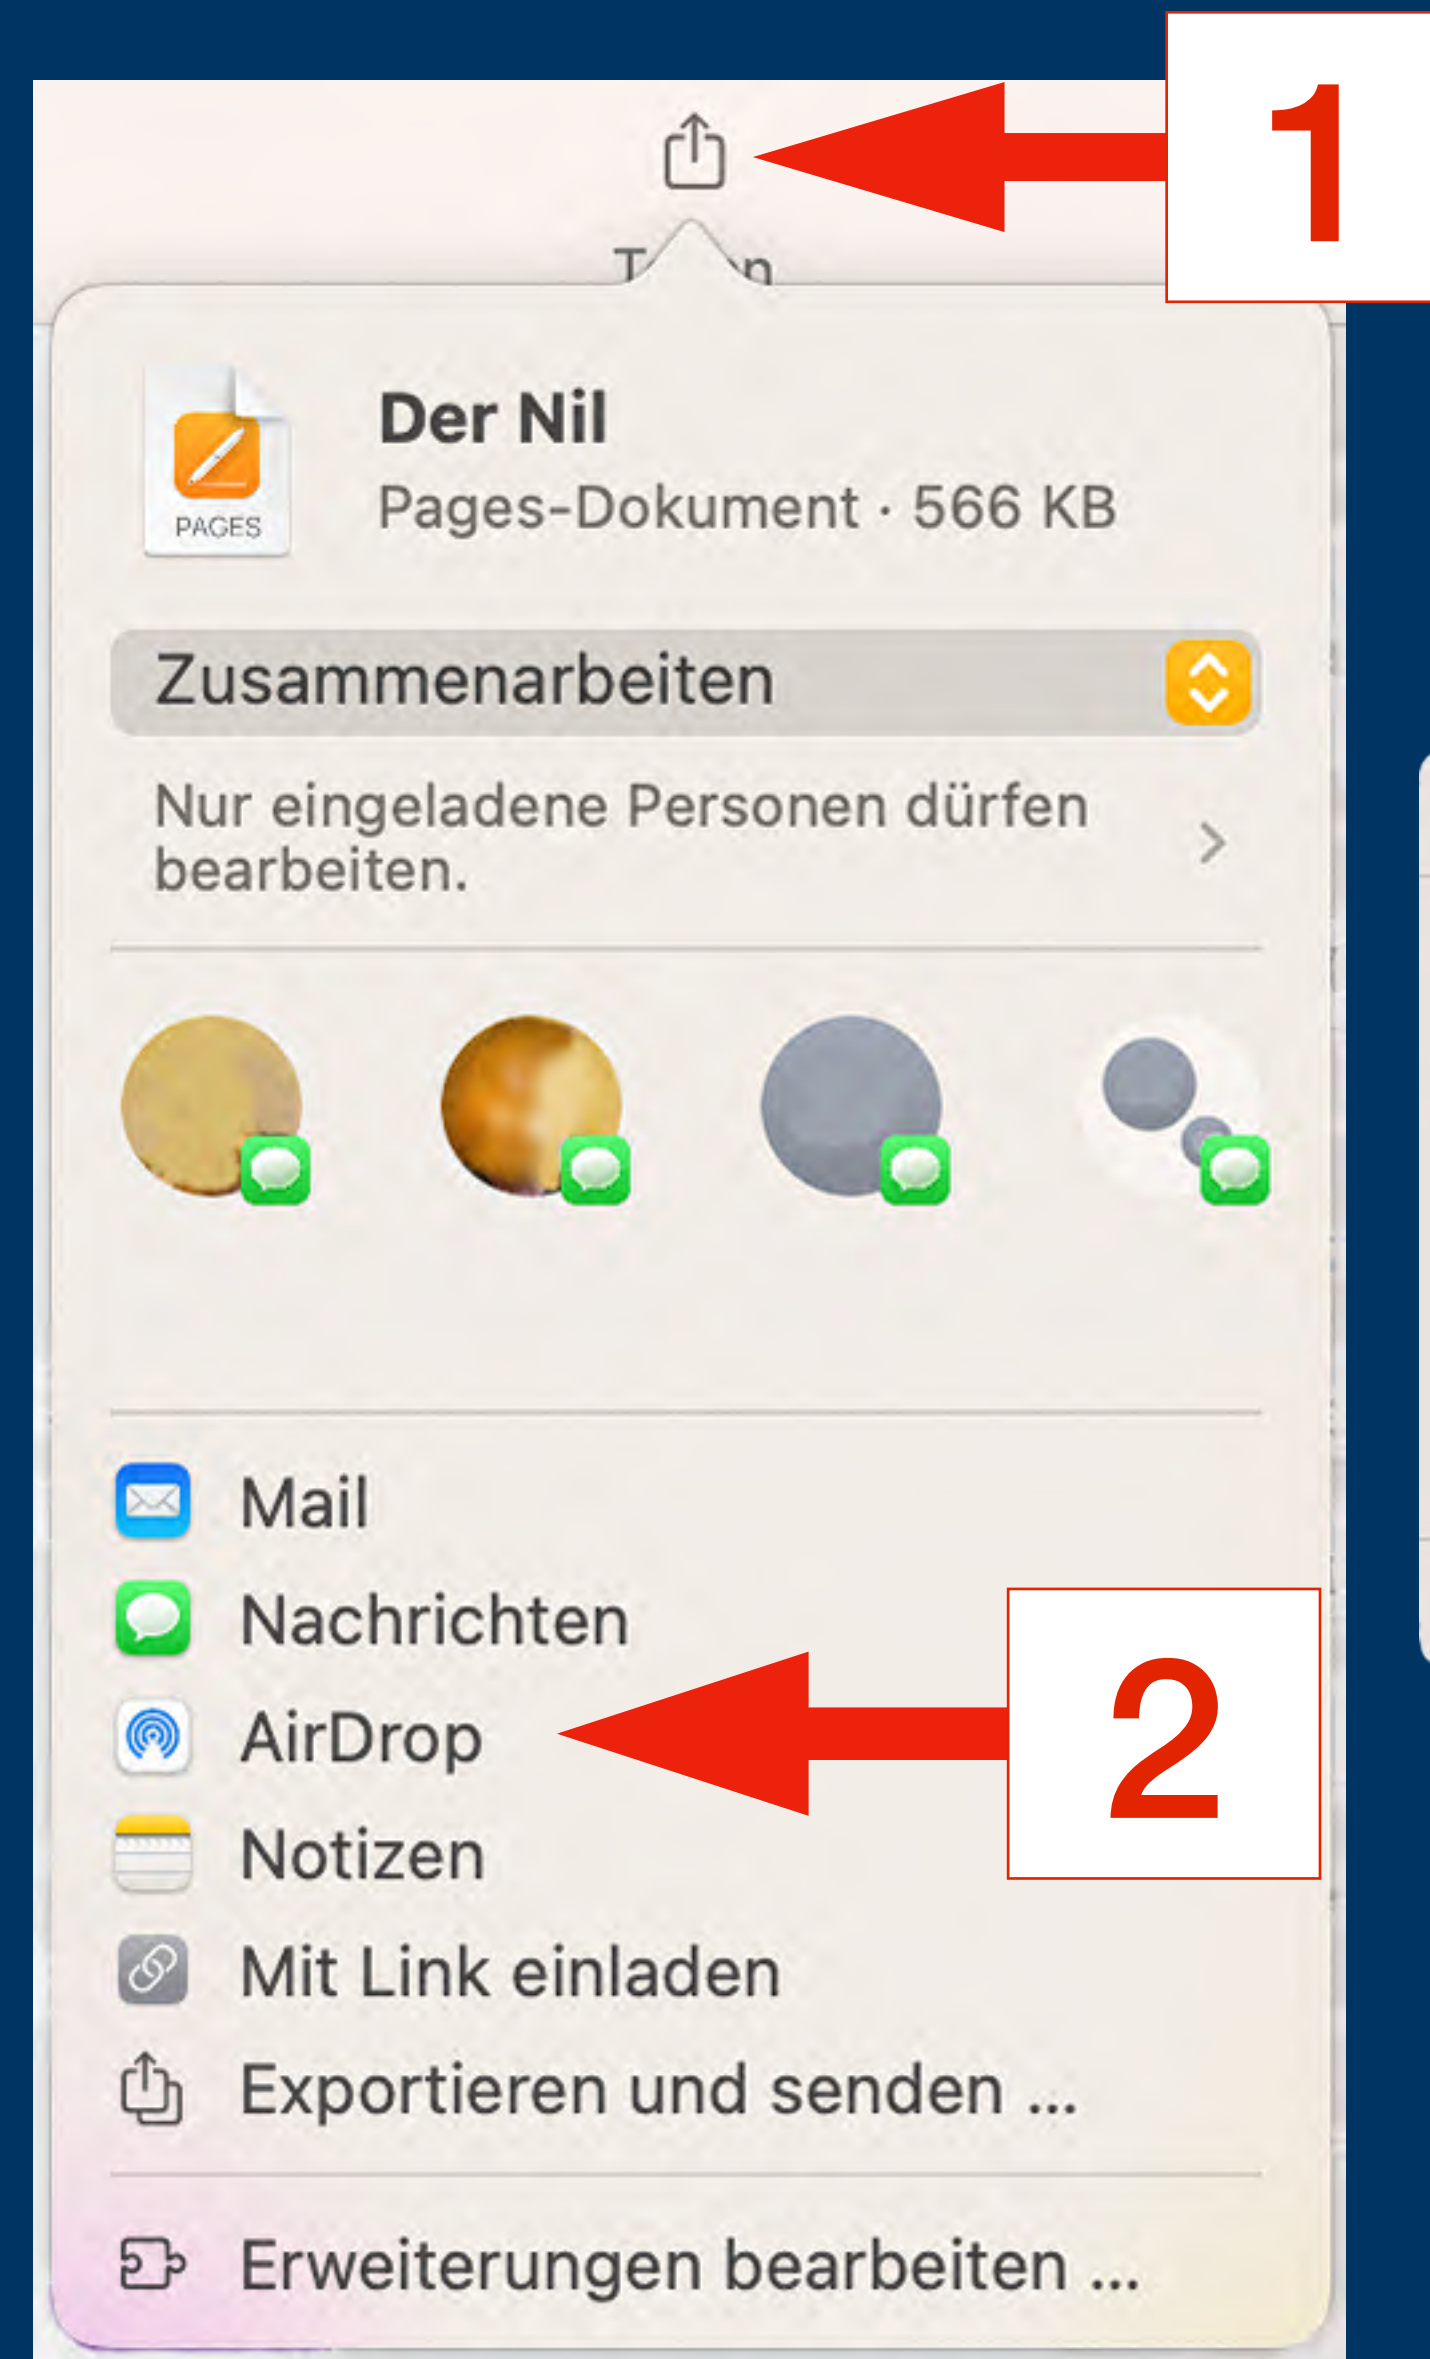 1
Der Nil
PAGES
Pages-Dokument · 566 KB
Zusammenarbeiten
Nur eingeladene Personen dürfen
bearbeiten.
Mail
Nachrichten
AirDrop
2
Notizen
Mit Link einladen
Exportieren und senden ...
Erweiterungen bearbeiten ...